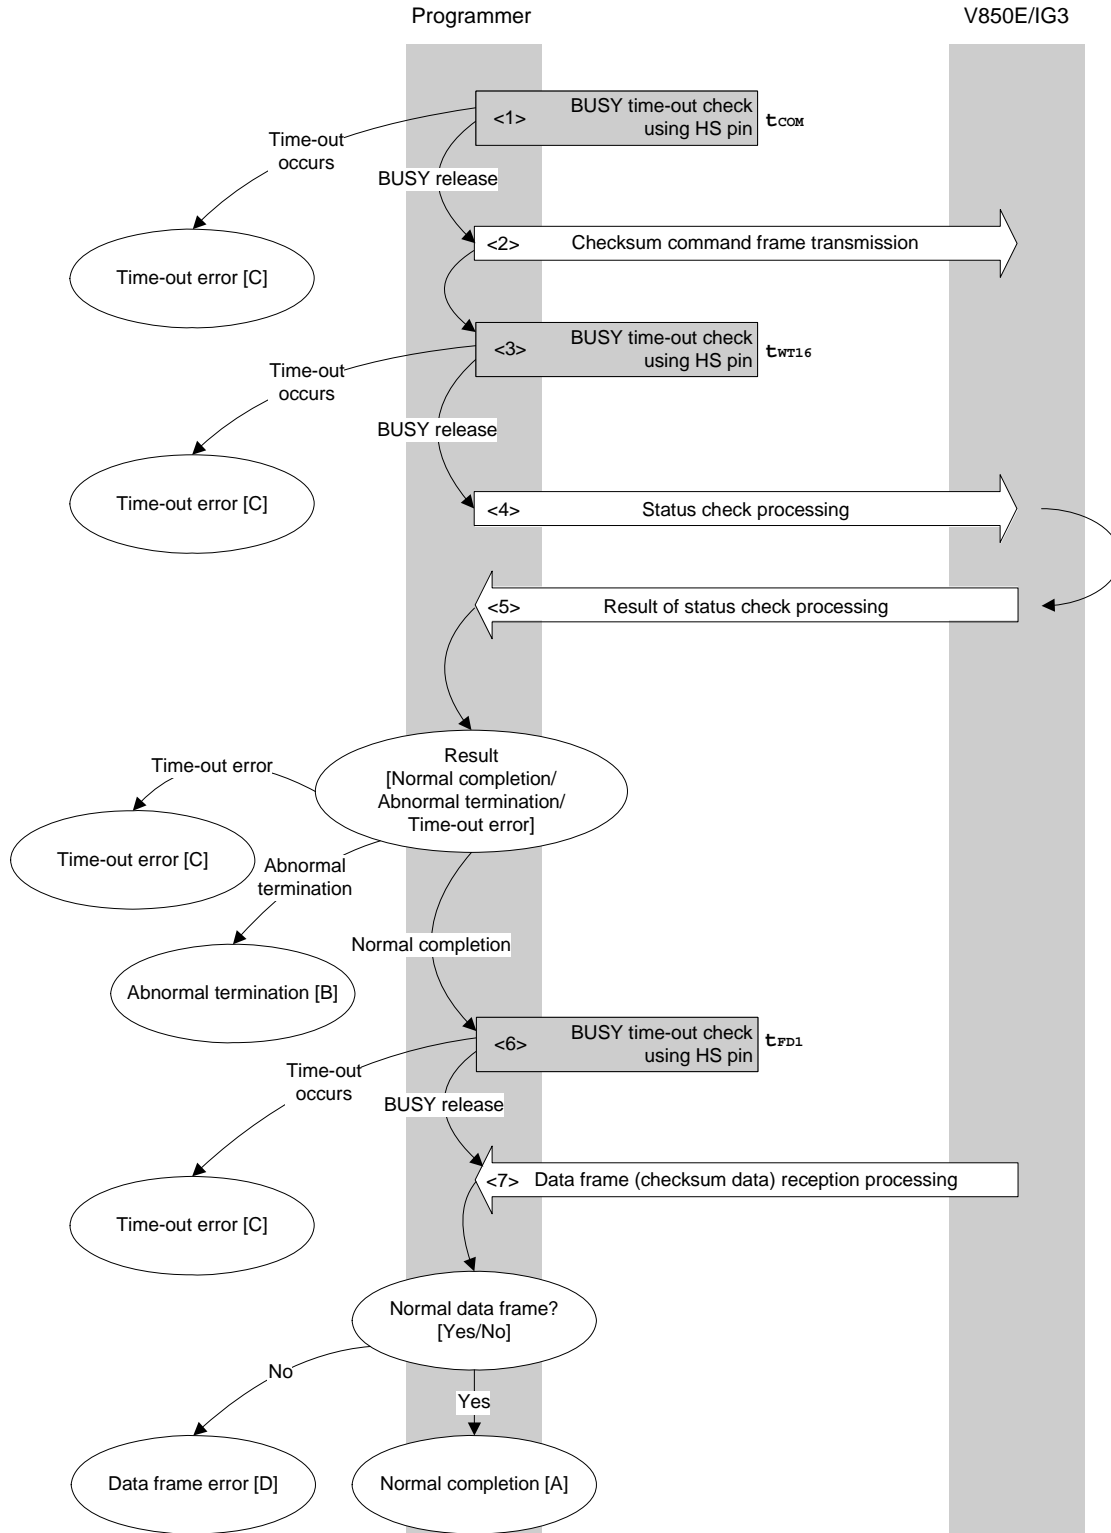 Programmer
V850E/IG3
<1>
BUSY time-out check
using HS pin
tCOM
Time-out
occurs
BUSY release
Time-out error [C]
<2>
Checksum command frame transmission
<3>
BUSY time-out check
using HS pin
tWT16
Time-out
occurs
BUSY release
Time-out error [C]
<4>
Status check processing
<5>
Result of status check processing
Result
[Normal completion/
Abnormal termination/
Time-out error]
Time-out error
Time-out error [C]
Abnormal
termination
Normal completion
Abnormal termination [B]
<6>
BUSY time-out check
using HS pin
tFD1
Time-out
occurs
BUSY release
<7>
Data frame (checksum data) reception processing
Time-out error [C]
Normal data frame?
[Yes/No]
No
Yes
Data frame error [D]
Normal completion [A]